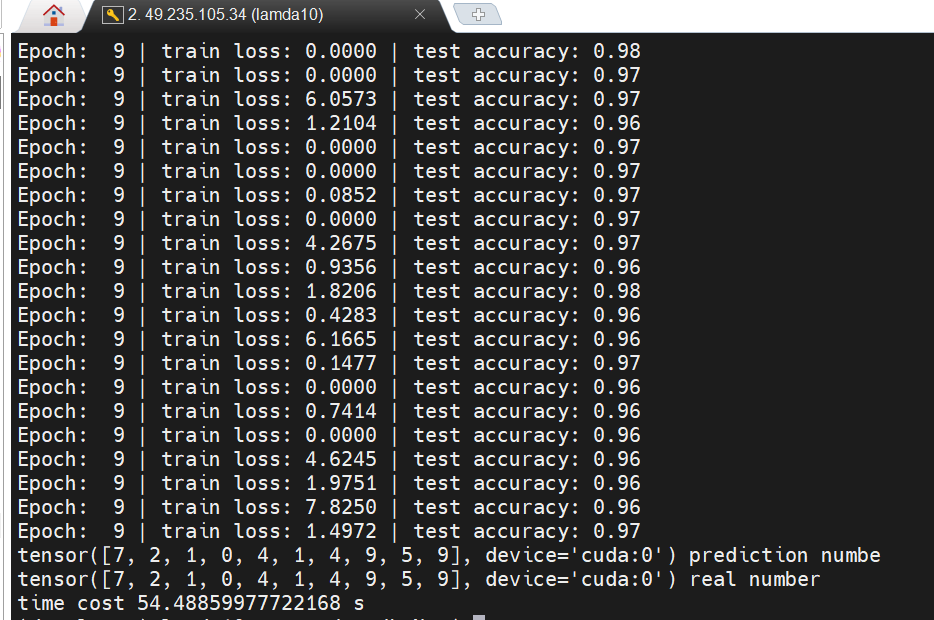 2. 49.235.105.34 (lamda10)
Epoch:  9 | train loss: 0.0000 | test accuracy: 0.98
Epoch:  9 | train loss: 0.0000 | test accuracy: 0.97
Epoch:  9 | train loss: 6.0573 | test accuracy: 0.97
Epoch:  9 | train loss: 1.2104 | test accuracy: 0.96
Epoch:  9 | train loss: 0.0000 | test accuracy: 0.97
Epoch:  9 | train loss: 0.0000 | test accuracy: 0.97
Epoch:  9 | train loss: 0.0852 | test accuracy: 0.97
Epoch:  9 | train loss: 0.0000 | test accuracy: 0.97
Epoch:  9 | train loss: 4.2675 | test accuracy: 0.97
Epoch:  9 | train loss: 0.9356 | test accuracy: 0.96
Epoch:  9 | train loss: 1.8206 | test accuracy: 0.98
Epoch:  9 | train loss: 0.4283 | test accuracy: 0.96
Epoch:  9 | train loss: 6.1665 | test accuracy: 0.96
Epoch:  9 | train loss: 0.1477 | test accuracy: 0.97
Epoch:  9 | train loss: 0.0000 | test accuracy: 0.96
Epoch:  9 | train loss: 0.7414 | test accuracy: 0.96
Epoch:  9 | train loss: 0.0000 | test accuracy: 0.96
Epoch:  9 | train loss: 4.6245 | test accuracy: 0.96
Epoch:  9 | train loss: 1.9751 | test accuracy: 0.96
Epoch:  9 | train loss: 7.8250 | test accuracy: 0.96
Epoch:  9 | train loss: 1.4972 | test accuracy: 0.97
tensor([7, 2, 1, 0, 4, 1, 4, 9, 5, 9], device='cuda:0') prediction numbe
tensor([7, 2, 1, 0, 4, 1, 4, 9, 5, 9], device='cuda:0') real number
time cost 54.48859977722168 s